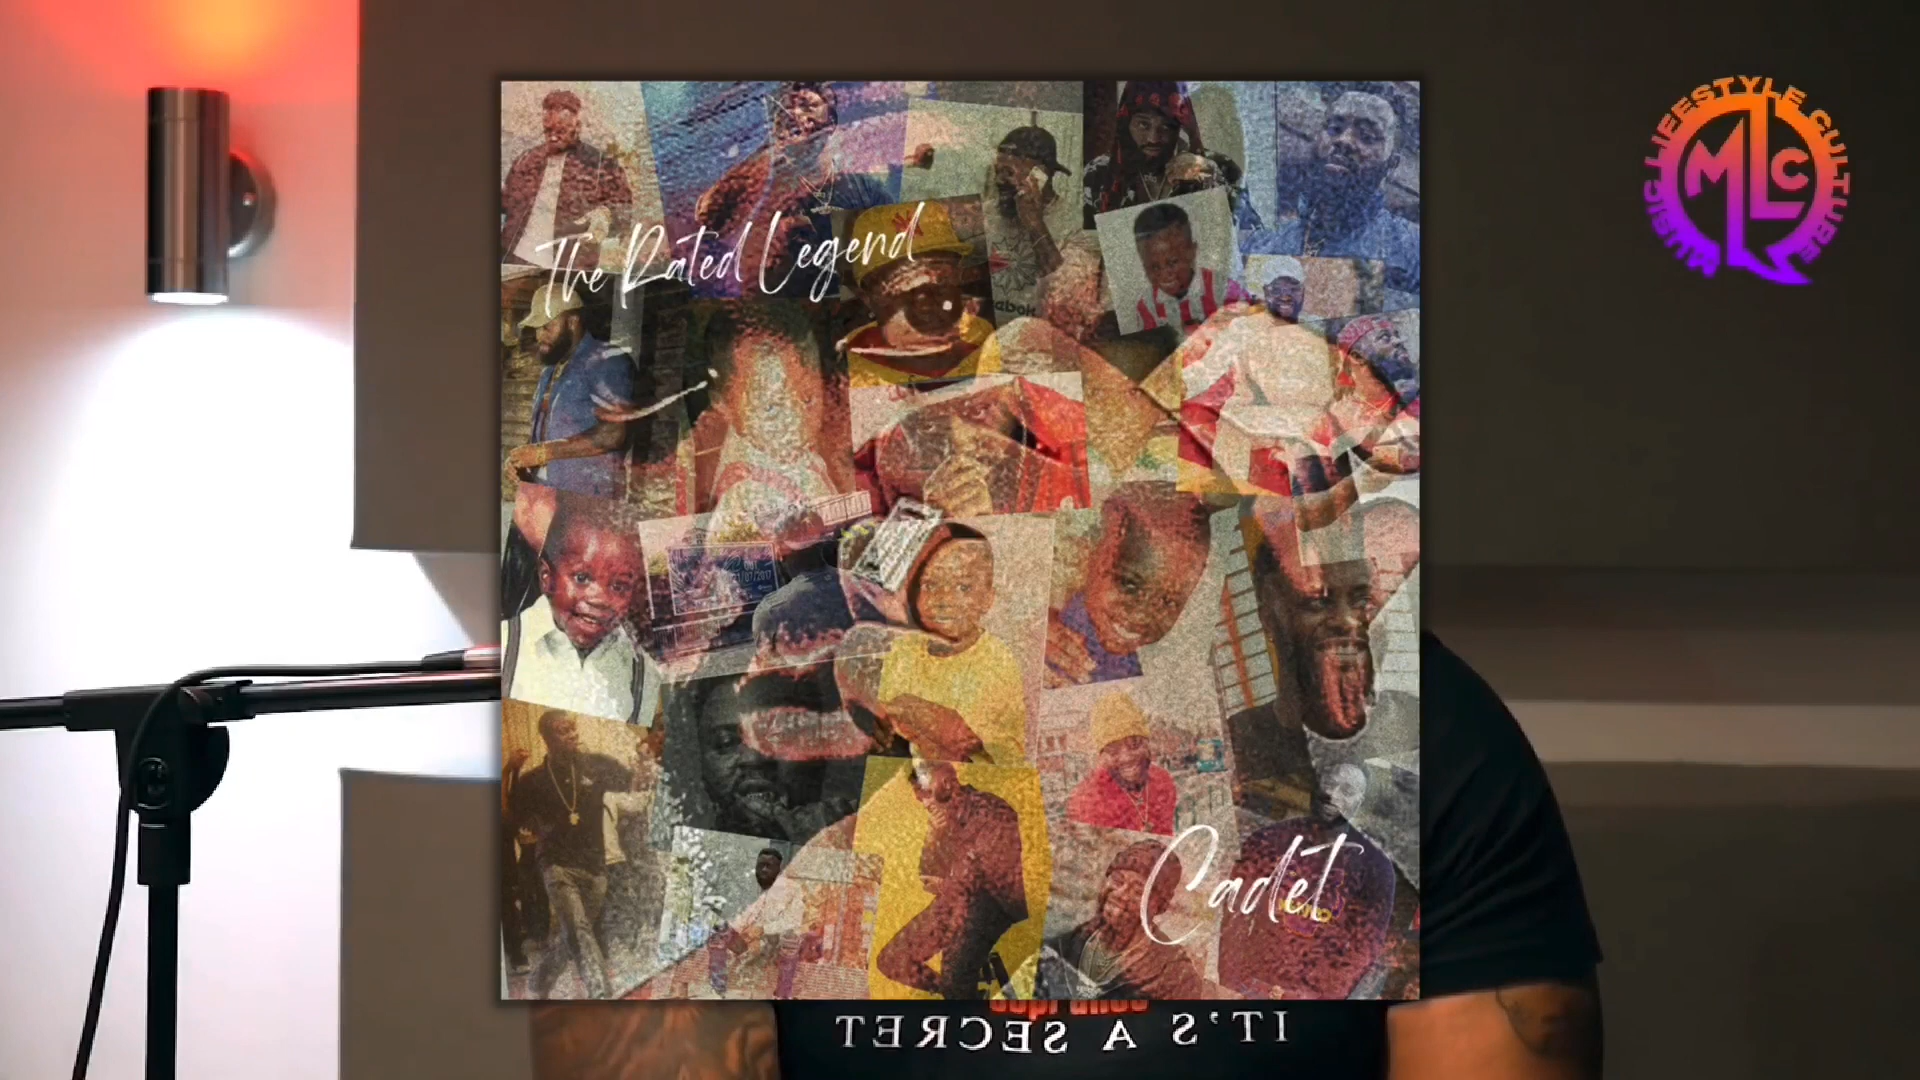 The Rated Legend
Cadet
MUSIC LIFESTYLE CULTURE
MLC
IT'S A SECRET